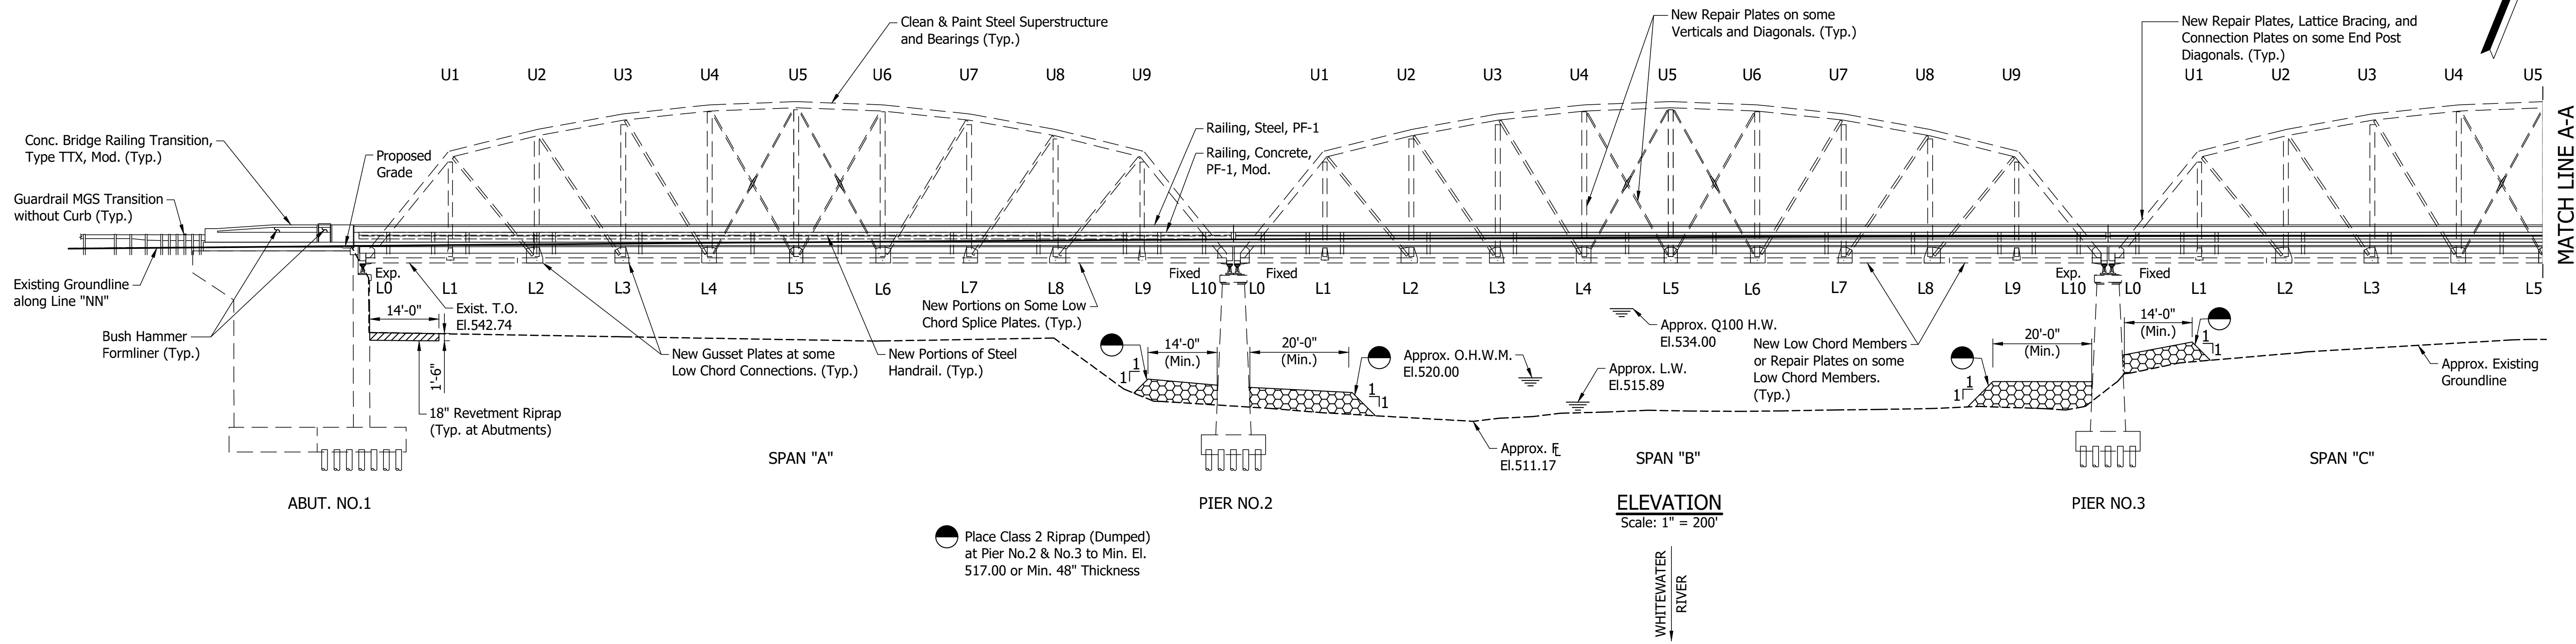 Clean & Paint Steel Superstructure
and Bearings (Typ.)
New Repair Plates on some
Verticals and Diagonals. (Typ.)
New Repair Plates, Lattice Bracing, and
Connection Plates on some End Post
Diagonals. (Typ.)
U1 U2 U3 U4 U5 U6 U7 U8 U9
U1 U2 U3 U4 U5 U6 U7 U8 U9
U1 U2 U3 U4 U5
MATCH LINE A-A
Conc. Bridge Railing Transition,
Type TTX, Mod. (Typ.)
Proposed
Grade
Railing, Steel, PF-1
Railing, Concrete,
PF-1, Mod.
Guardrail MGS Transition
without Curb (Typ.)
Existing Groundline
along Line "NN"
Bush Hammer
Formliner (Typ.)
Exp.
Fixed
Fixed
Exp.
Fixed
L0 L1 L2 L3 L4 L5 L6 L7 L8 L9 L10
L0 L1 L2 L3 L4 L5 L6 L7 L8 L9 L10
L0 L1 L2 L3 L4 L5
14'-0"
Exist. T.O.
El.542.74
1'-6"
18" Revetment Riprap
(Typ. at Abutments)
New Gusset Plates at some
Low Chord Connections. (Typ.)
New Portions of Steel
Handrail. (Typ.)
New Portions on Some Low
Chord Splice Plates. (Typ.)
14'-0"
(Min.)
1
1
20'-0"
(Min.)
1
1
Approx. O.H.W.M.
El.520.00
Approx. Q100 H.W.
El.534.00
Approx. L.W.
El.515.89
New Low Chord Members
or Repair Plates on some
Low Chord Members.
(Typ.)
20'-0"
(Min.)
1
1
14'-0"
(Min.)
1
1
Approx. Existing
Groundline
Approx. FL
El.511.17
SPAN "A"
SPAN "B"
SPAN "C"
ABUT. NO.1
PIER NO.2
PIER NO.3
ELEVATION
Scale: 1" = 200'
Place Class 2 Riprap (Dumped)
at Pier No.2 & No.3 to Min. El.
517.00 or Min. 48" Thickness
WHITEWATER
RIVER